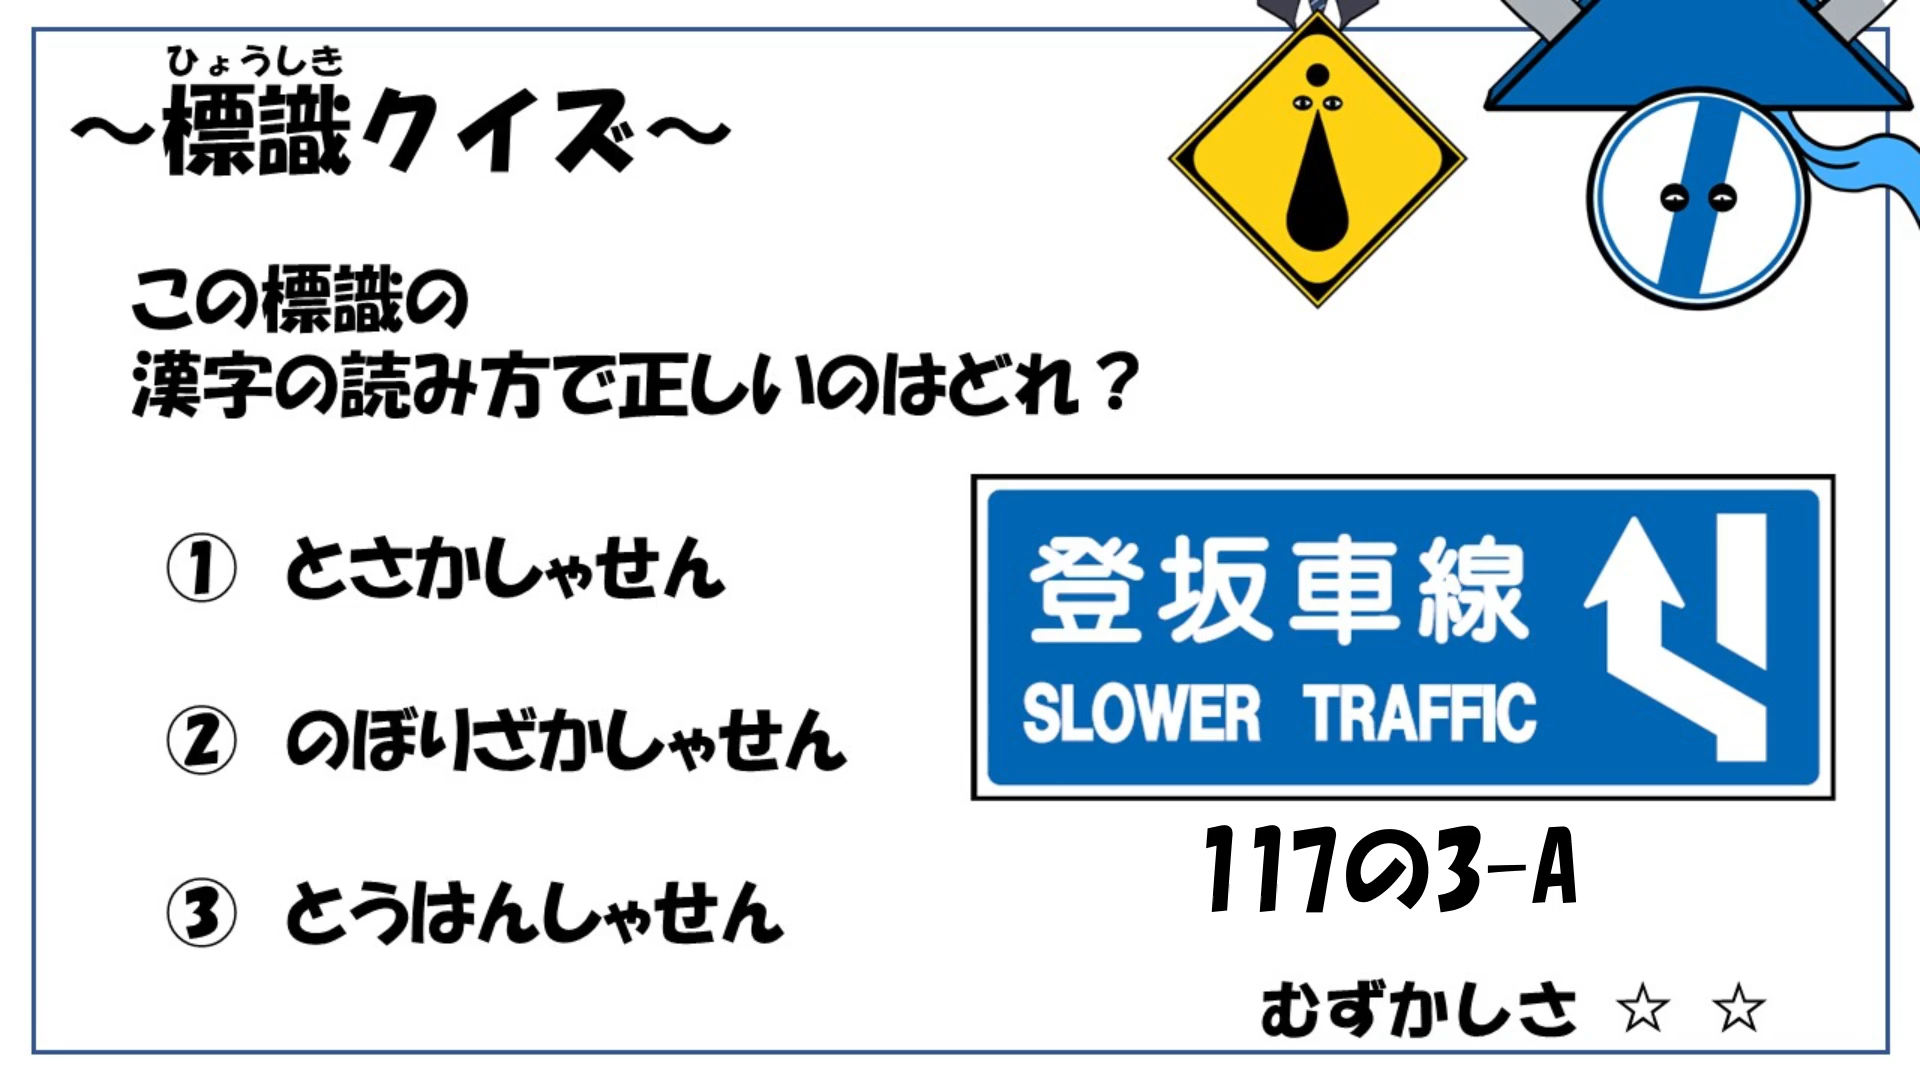 ひょうしき
～標識クイズ～
この標識の
漢字の読み方で正しいのはどれ？
① とさかしゃせん
② のぼりざかしゃせん
③ とうはんしゃせん
登坂車線
SLOWER TRAFFIC
117の3-A
むずかしさ ☆ ☆